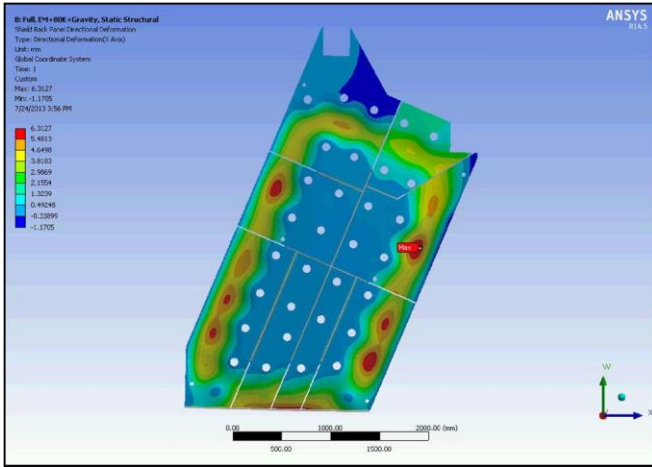 B: Full, EM+80K+Gravity, Static Structural
Shield Back Panel Directional Deformation
Type: Directional Deformation(X Axis)
Unit: mm
Global Coordinate System
Time: 1
Custom
Max: 6.3127
Min: -1.1705
7/24/2013 3:56 PM
ANSYS
R14.5
6.3127
5.4813
4.6498
3.8183
2.9869
2.1554
1.3239
0.49248
-0.33899
-1.1705
Max
W
X
0.00
1000.00
2000.00 (mm)
500.00
1500.00